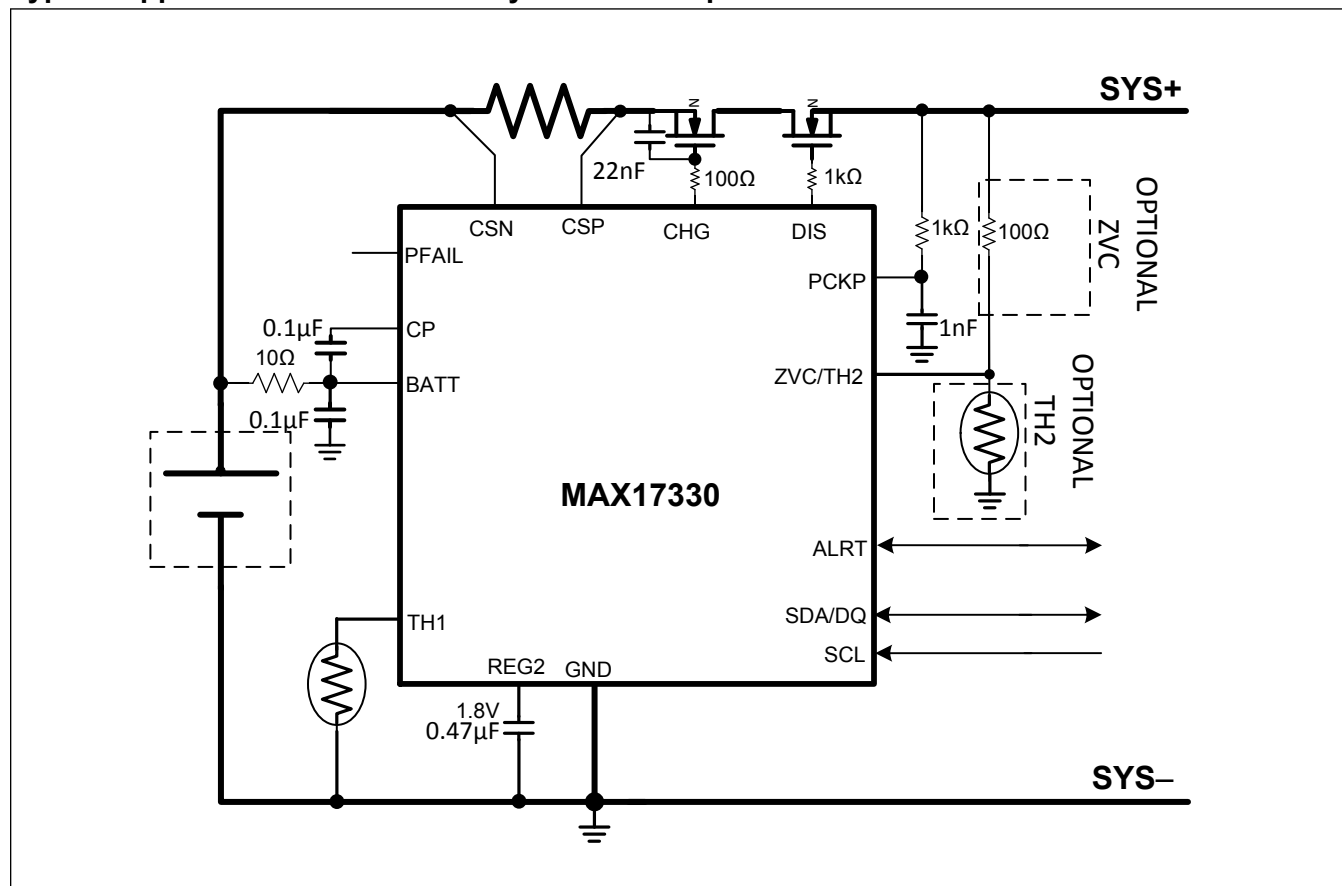 SYS+
N
N
22nF
100Ω
1kΩ
CSN
CSP
CHG
DIS
1kΩ
100Ω
OPTIONAL
ZVC
PFAIL
PCKP
0.1µF
CP
1nF
10Ω
BATT
ZVC/TH2
0.1µF
OPTIONAL
TH2
MAX17330
ALRT
TH1
SDA/DQ
SCL
REG2
GND
1.8V
0.47µF
SYS–